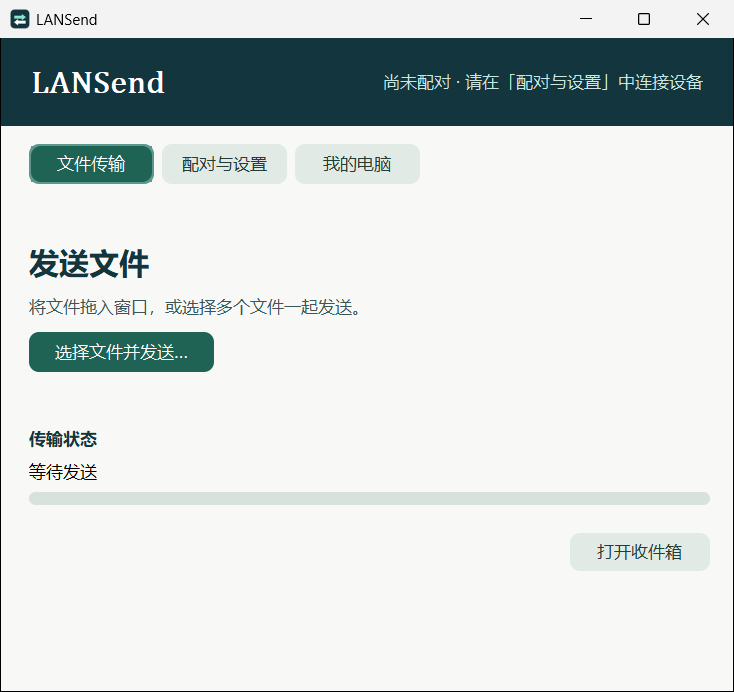 LANSend
LANSend
尚未配对 · 请在「配对与设置」中连接设备
文件传输
配对与设置
我的电脑
发送文件
将文件拖入窗口，或选择多个文件一起发送。
选择文件并发送...
传输状态
等待发送
打开收件箱